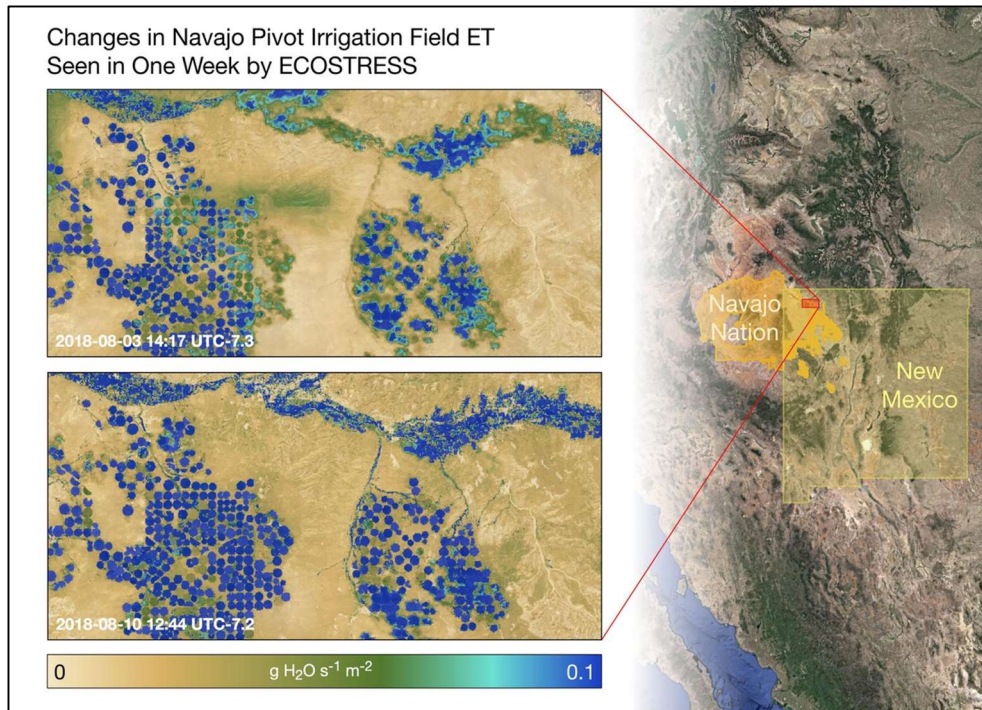 Changes in Navajo Pivot Irrigation Field ET
Seen in One Week by ECOSTRESS
2018-08-03 14:17 UTC-7.3
2018-08-10 12:44 UTC-7.2
0
g H₂O s⁻¹ m⁻²
0.1
Navajo
Nation
New
Mexico